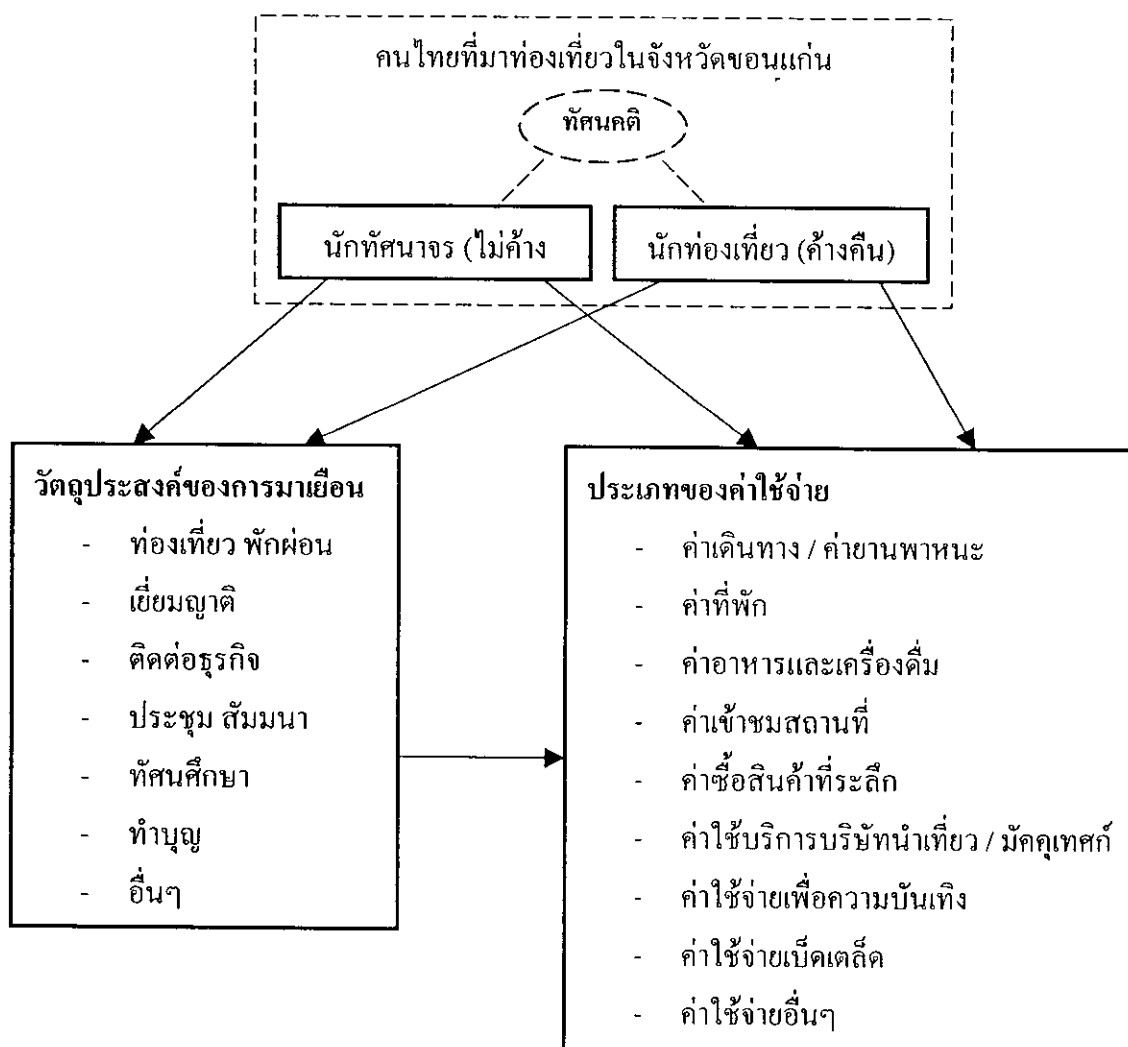 คนไทยที่มาท่องเที่ยวในจังหวัดขอนแก่น
ทัศนคติ
นักทัศนาจร (ไม่ค้าง
นักท่องเที่ยว (ค้างคืน)
วัตถุประสงค์ของการมาเยือน
- ท่องเที่ยว พักผ่อน
- เยี่ยมญาติ
- ติดต่อธุรกิจ
- ประชุม สัมมนา
- ทัศนศึกษา
- ทำบุญ
- อื่นๆ
ประเภทของค่าใช้จ่าย
- ค่าเดินทาง / ค่ายานพาหนะ
- ค่าที่พัก
- ค่าอาหารและเครื่องดื่ม
- ค่าเข้าชมสถานที่
- ค่าซื้อสินค้าที่ระลึก
- ค่าใช้บริการบริษัทนำเที่ยว / มัคคุเทศก์
- ค่าใช้จ่ายเพื่อความบันเทิง
- ค่าใช้จ่ายเบ็ดเตล็ด
- ค่าใช้จ่ายอื่นๆ